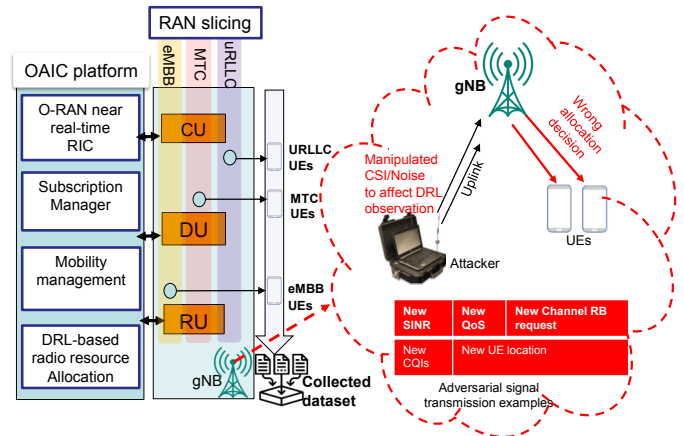 RAN slicing
OAIC platform
O-RAN near
real-time
RIC
Subscription
Manager
Mobility
management
DRL-based
radio resource
Allocation
eMBB
MTC
uRLLC
CU
DU
RU
gNB
URLLC
UEs
MTC
UEs
eMBB
UEs
Collected
dataset
gNB
Manipulated
CSI/Noise
to affect DRL
observation
Uplink
Wrong
allocation
decision
UEs
Attacker
New
SINR
New
QoS
New Channel RB
request
New
CQIs
New UE location
Adversarial signal
transmission examples